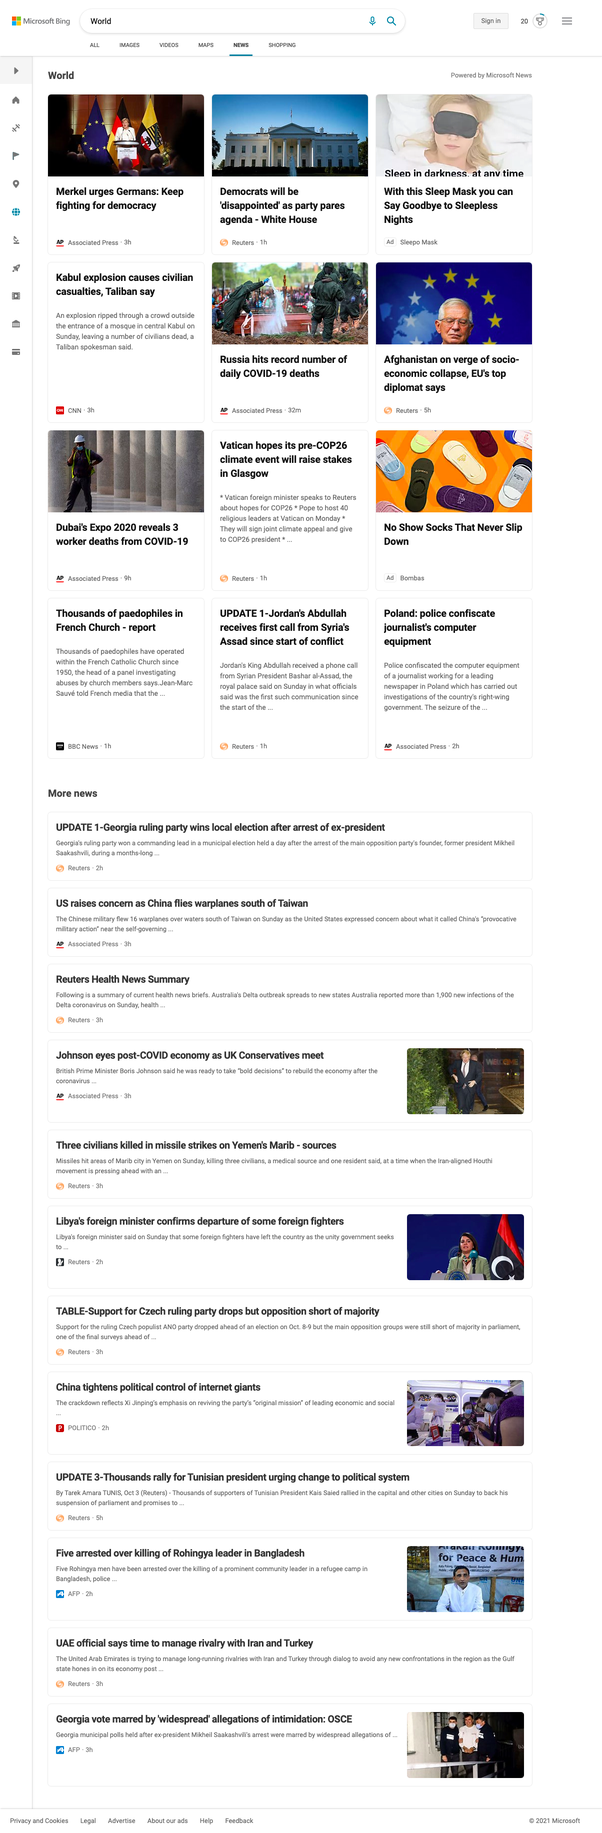 Microsoft Bing
World
Sign in
20
ALL
IMAGES
VIDEOS
MAPS
NEWS
SHOPPING
World
Powered by Microsoft News
Merkel urges Germans: Keep
fighting for democracy
AP Associated Press · 3h
Democrats will be
'disappointed' as party pares
agenda - White House
Reuters · 1h
Sleep in darkness, at any time
With this Sleep Mask you can
Say Goodbye to Sleepless
Nights
Ad Sleepo Mask
Kabul explosion causes civilian
casualties, Taliban say
An explosion ripped through a crowd outside
the entrance of a mosque in central Kabul on
Sunday, leaving a number of civilians dead, a
Taliban spokesman said.
CNN · 3h
Russia hits record number of
daily COVID-19 deaths
AP Associated Press · 32m
Afghanistan on verge of socio-
economic collapse, EU's top
diplomat says
Reuters · 5h
Dubai's Expo 2020 reveals 3
worker deaths from COVID-19
AP Associated Press · 9h
Vatican hopes its pre-COP26
climate event will raise stakes
in Glasgow
* Vatican foreign minister speaks to Reuters
about hopes for COP26 * Pope to host 40
religious leaders at Vatican on Monday *
They will sign joint climate appeal and give
to COP26 president * ...
Reuters · 1h
No Show Socks That Never Slip
Down
Ad Bombas
Thousands of paedophiles in
French Church - report
Thousands of paedophiles have operated
within the French Catholic Church since
1950, the head of a panel investigating
abuses by church members says.Jean-Marc
Sauvé told French media that the ...
BBC News · 1h
UPDATE 1-Jordan's Abdullah
receives first call from Syria's
Assad since start of conflict
Jordan's King Abdullah received a phone call
from Syrian President Bashar al-Assad, the
royal palace said on Sunday in what officials
said was the first such communication since
the start of the ...
Reuters · 1h
Poland: police confiscate
journalist's computer
equipment
Police confiscated the computer equipment
of a journalist working for a leading
newspaper in Poland which has carried out
investigations of the country's right-wing
government. The seizure of the ...
AP Associated Press · 2h
More news
UPDATE 1-Georgia ruling party wins local election after arrest of ex-president
Georgia's ruling party won a commanding lead in a municipal election held a day after the arrest of the main opposition party's founder, former president Mikheil
Saakashvili, during a months-long ...
Reuters · 2h
US raises concern as China flies warplanes south of Taiwan
The Chinese military flew 16 warplanes over waters south of Taiwan on Sunday as the United States expressed concern about what it called China's "provocative
military action" near the self-governing ...
AP Associated Press · 3h
Reuters Health News Summary
Following is a summary of current health news briefs. Australia's Delta outbreak spreads to new states Australia reported more than 1,900 new infections of the
Delta coronavirus on Sunday, health ...
Reuters · 3h
Johnson eyes post-COVID economy as UK Conservatives meet
British Prime Minister Boris Johnson said he was ready to take "bold decisions" to rebuild the economy after the
coronavirus ...
AP Associated Press · 3h
Three civilians killed in missile strikes on Yemen's Marib - sources
Missiles hit areas of Marib city in Yemen on Sunday, killing three civilians, a medical source and one resident said, at a time when the Iran-aligned Houthi
movement is pressing ahead with an ...
Reuters · 3h
Libya's foreign minister confirms departure of some foreign fighters
Libya's foreign minister said on Sunday that some foreign fighters have left the country as the unity government seeks
to ...
Reuters · 2h
TABLE-Support for Czech ruling party drops but opposition short of majority
Support for the ruling Czech populist ANO party dropped ahead of an election on Oct. 8-9 but the main opposition groups were still short of majority in parliament,
one of the final surveys ahead of ...
Reuters · 3h
China tightens political control of internet giants
The crackdown reflects Xi Jinping's emphasis on reviving the party's "original mission" of leading economic and social
...
POLITICO · 2h
UPDATE 3-Thousands rally for Tunisian president urging change to political system
By Tarek Amara TUNIS, Oct 3 (Reuters) - Thousands of supporters of Tunisian President Kais Saied rallied in the capital and other cities on Sunday to back his
suspension of parliament and promises to ...
Reuters · 5h
Five arrested over killing of Rohingya leader in Bangladesh
Five Rohingya men have been arrested over the killing of a prominent community leader in a refugee camp in
Bangladesh, police ...
AFP · 2h
Arakan Rohingya
for Peace & Hum
UAE official says time to manage rivalry with Iran and Turkey
The United Arab Emirates is trying to manage long-running rivalries with Iran and Turkey through dialog to avoid any new confrontations in the region as the Gulf
state hones in on its economy post ...
Reuters · 3h
Georgia vote marred by 'widespread' allegations of intimidation: OSCE
Georgia municipal polls held after ex-president Mikheil Saakashvili's arrest were marred by widespread allegations of ...
AFP · 3h
Privacy and Cookies
Legal
Advertise
About our ads
Help
Feedback
© 2021 Microsoft